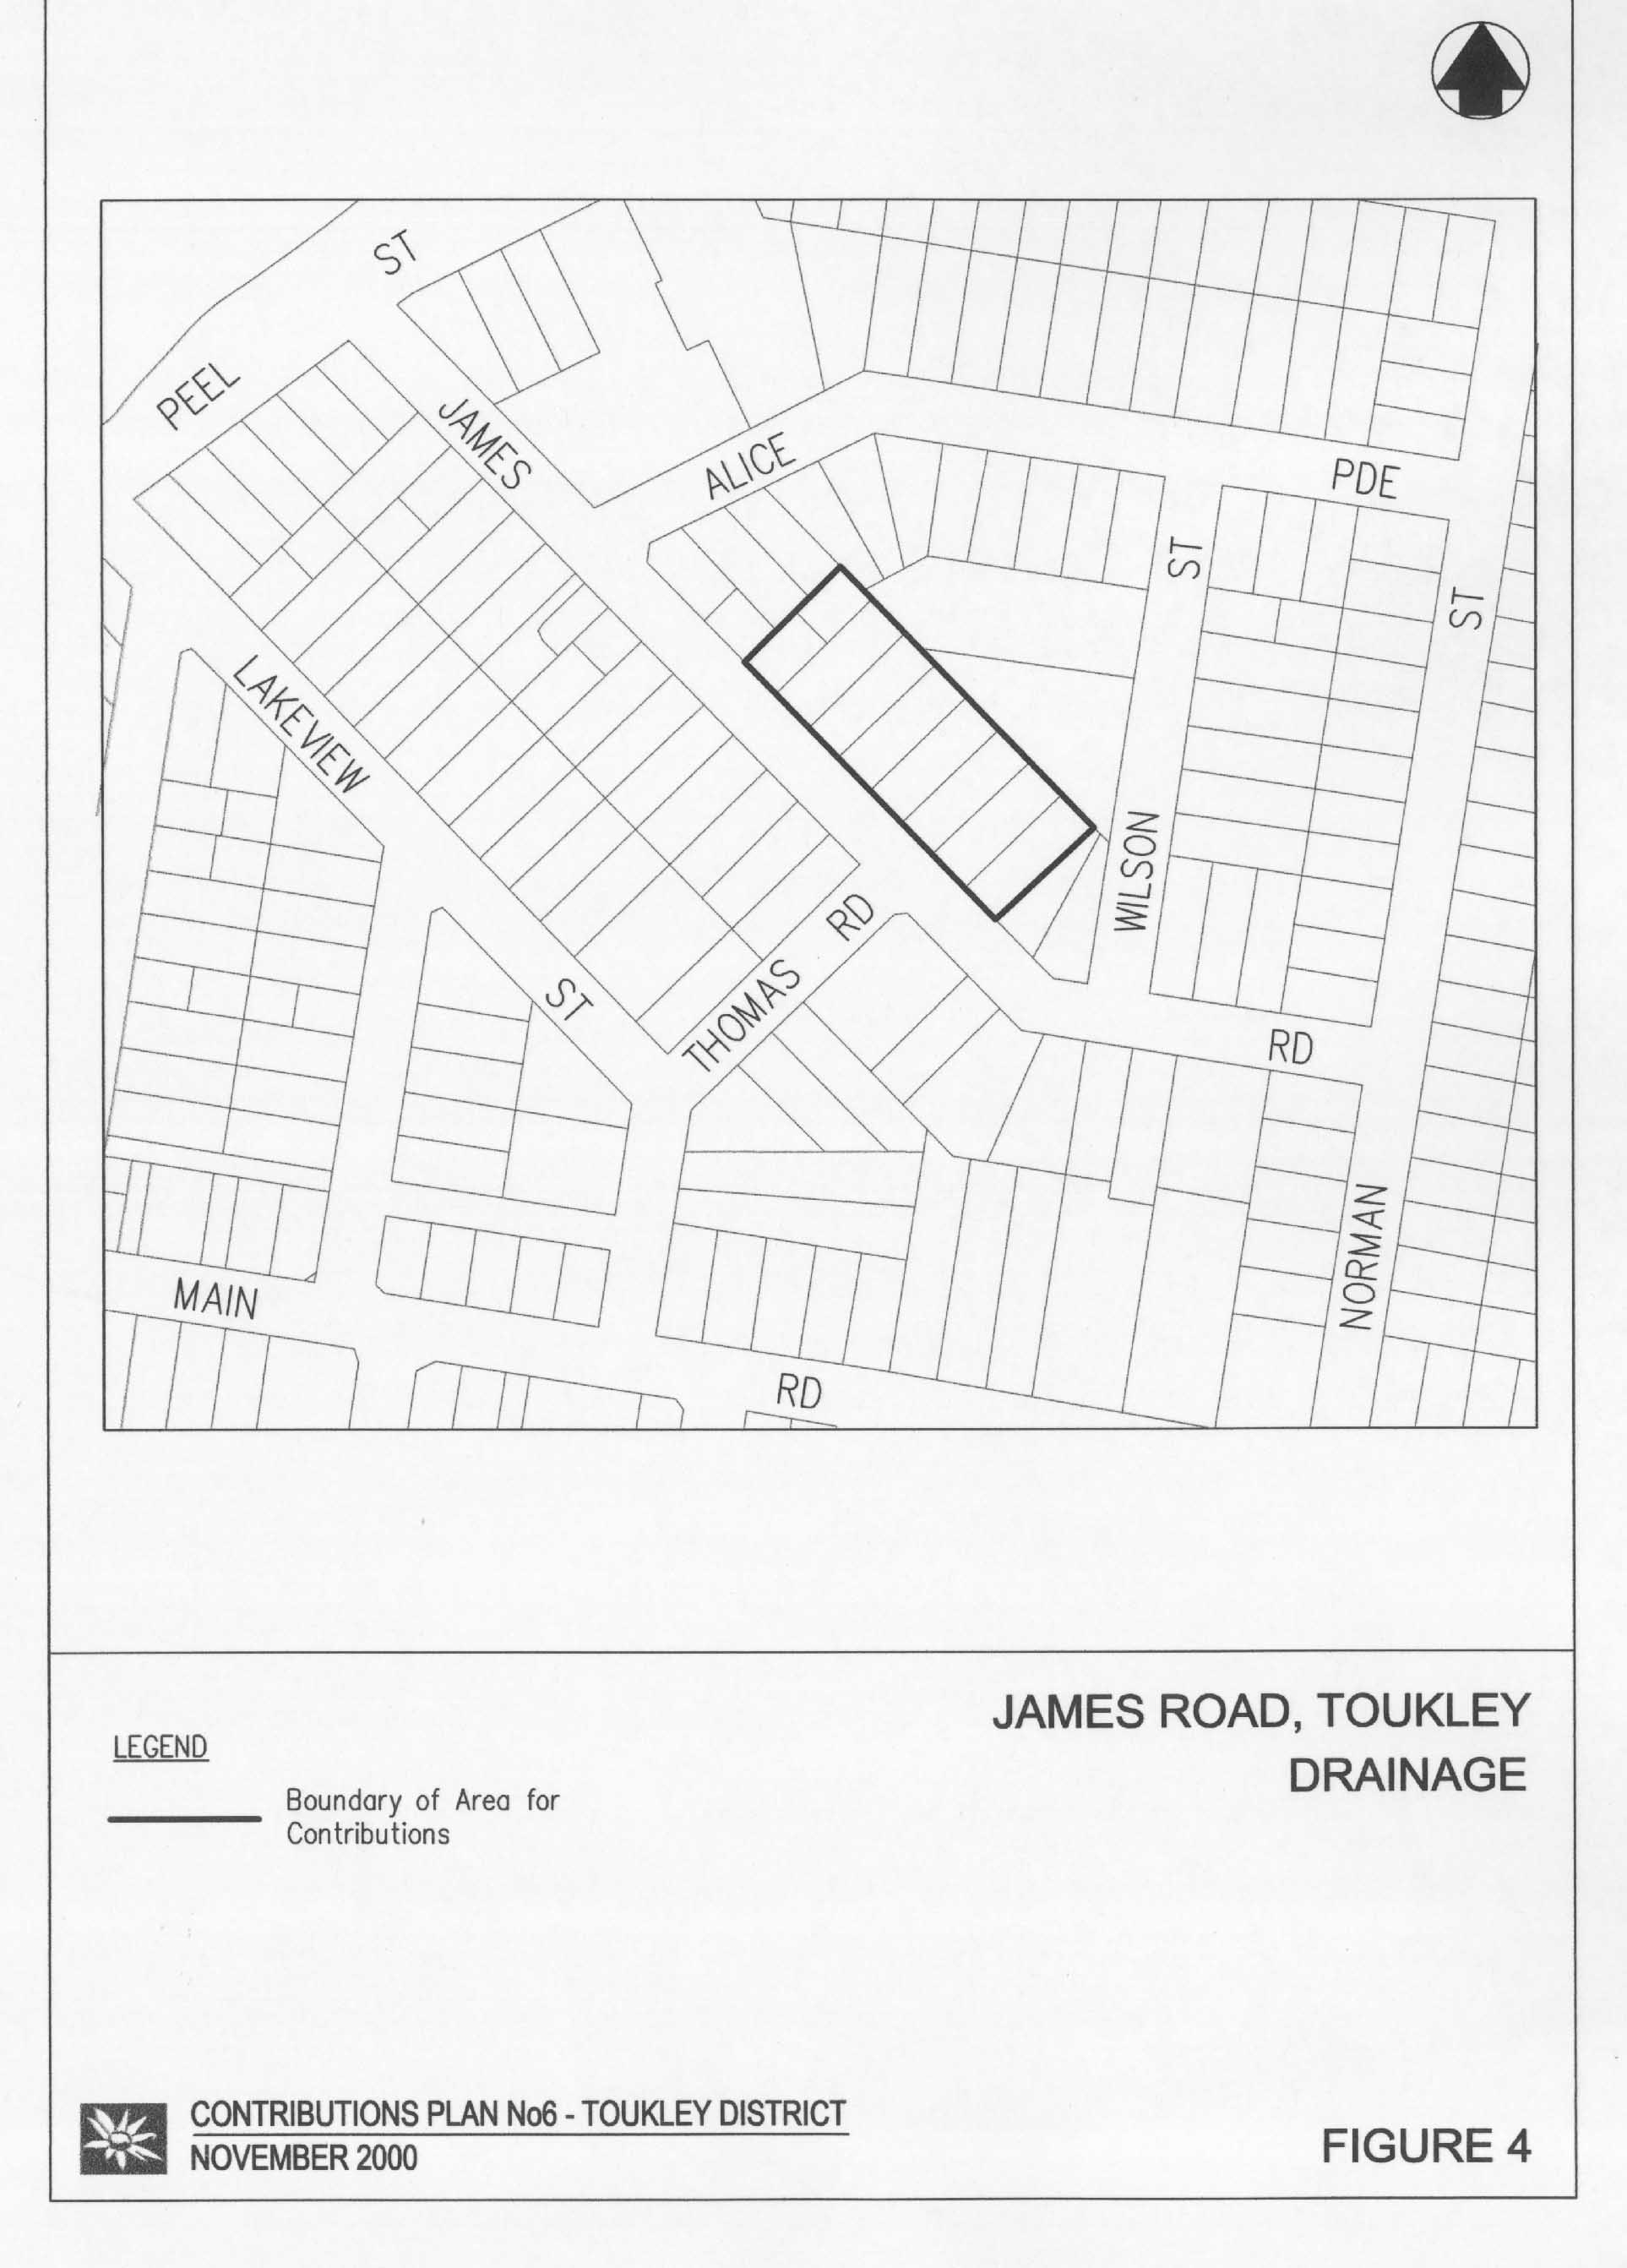 ST
PEEL
JAMES
ALICE
PDE
ST
ST
LAKEVIEW
WILSON
RD
THOMAS
ST
RD
NORMAN
MAIN
RD
JAMES ROAD, TOUKLEY
DRAINAGE
LEGEND
Boundary of Area for
Contributions
CONTRIBUTIONS PLAN No6 - TOUKLEY DISTRICT
NOVEMBER 2000
FIGURE 4